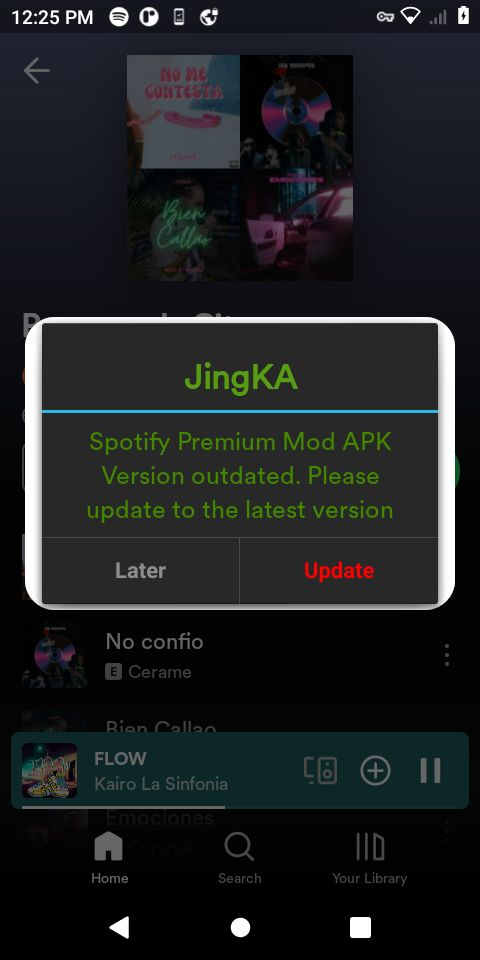 12:25 PM
NO ME
CONTESTA
Bien
Callao
EMOCIONES
JingKA
Spotify Premium Mod APK
Version outdated. Please
update to the latest version
Later
Update
No confio
E Cerame
Bien Callao
FLOW
Kairo La Sinfonia
Emociones
Cerame
Home
Search
Your Library